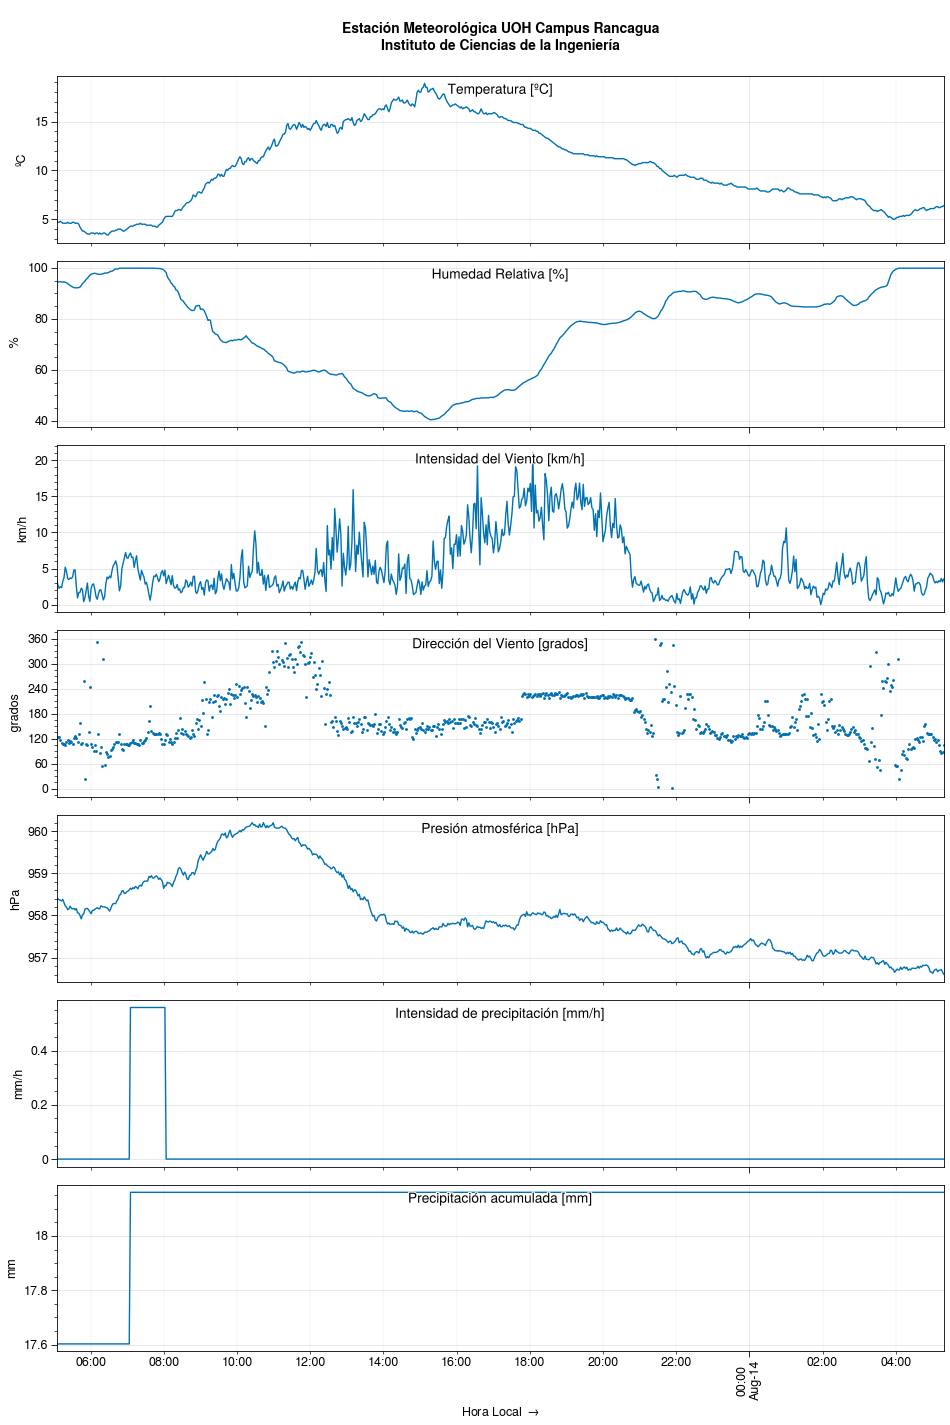 Estación Meteorológica UOH Campus Rancagua
Instituto de Ciencias de la Ingeniería
Temperatura [ºC]
15
10
5
ºC
Humedad Relativa [%]
100
80
60
40
%
Intensidad del Viento [km/h]
20
15
10
5
0
km/h
Dirección del Viento [grados]
360
300
240
180
120
60
0
grados
Presión atmosférica [hPa]
960
959
958
957
hPa
Intensidad de precipitación [mm/h]
0.4
0.2
0
mm/h
Precipitación acumulada [mm]
18
17.8
17.6
mm
06:00 08:00 10:00 12:00 14:00 16:00 18:00 20:00 22:00 00:00 02:00 04:00
Aug-14
Hora Local →